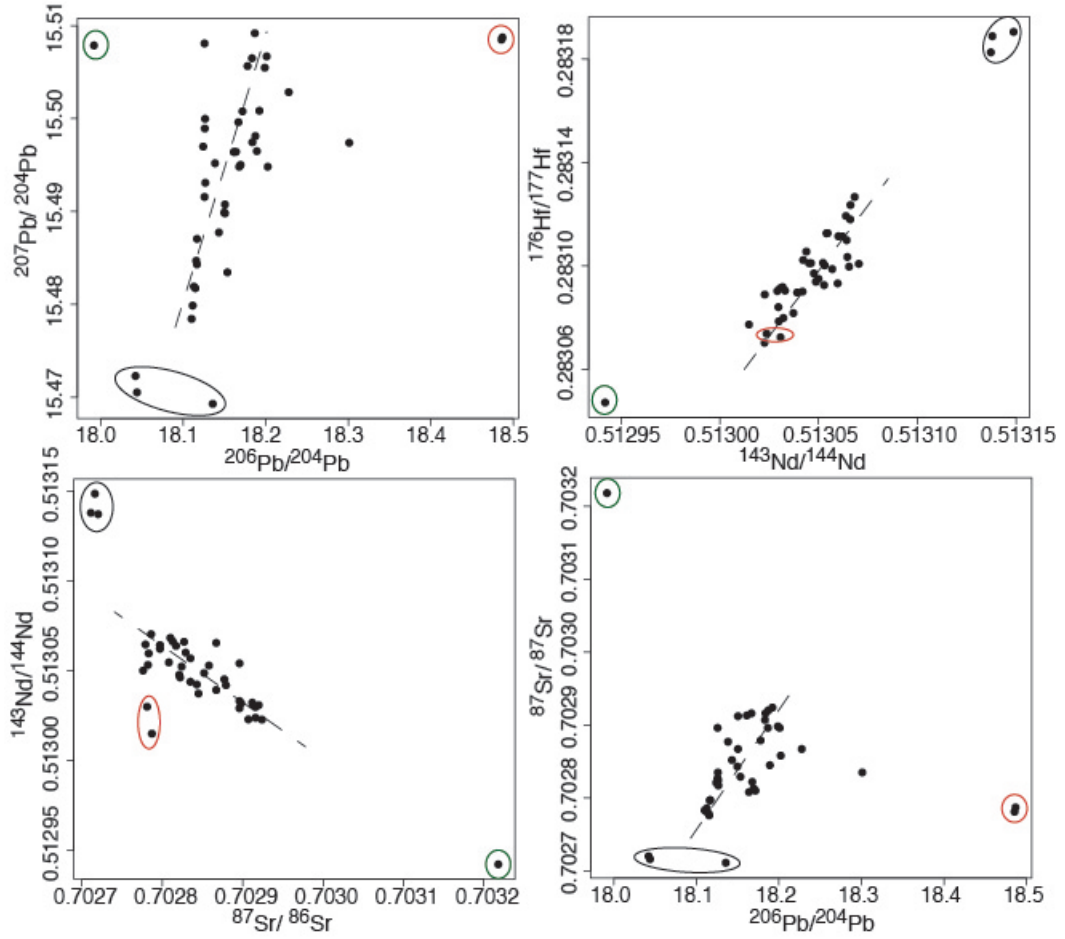 15.51
15.50
15.49
15.48
15.47
²⁰⁷Pb/ ²⁰⁴Pb
18.0 18.1 18.2 18.3 18.4 18.5
²⁰⁶Pb/²⁰⁴Pb
0.28318
0.28314
0.28310
0.28306
¹⁷⁶Hf/¹⁷⁷Hf
0.51295 0.51300 0.51305 0.51310 0.51315
¹⁴³Nd/¹⁴⁴Nd
0.51315
0.51310
0.51305
0.51300
0.51295
¹⁴³Nd/¹⁴⁴Nd
0.7027 0.7028 0.7029 0.7030 0.7031 0.7032
⁸⁷Sr/ ⁸⁶Sr
0.7032
0.7031
0.7030
0.7029
0.7028
0.7027
⁸⁷Sr/ ⁸⁷Sr
18.0 18.1 18.2 18.4 18.5
²⁰⁶Pb/²⁰⁴Pb